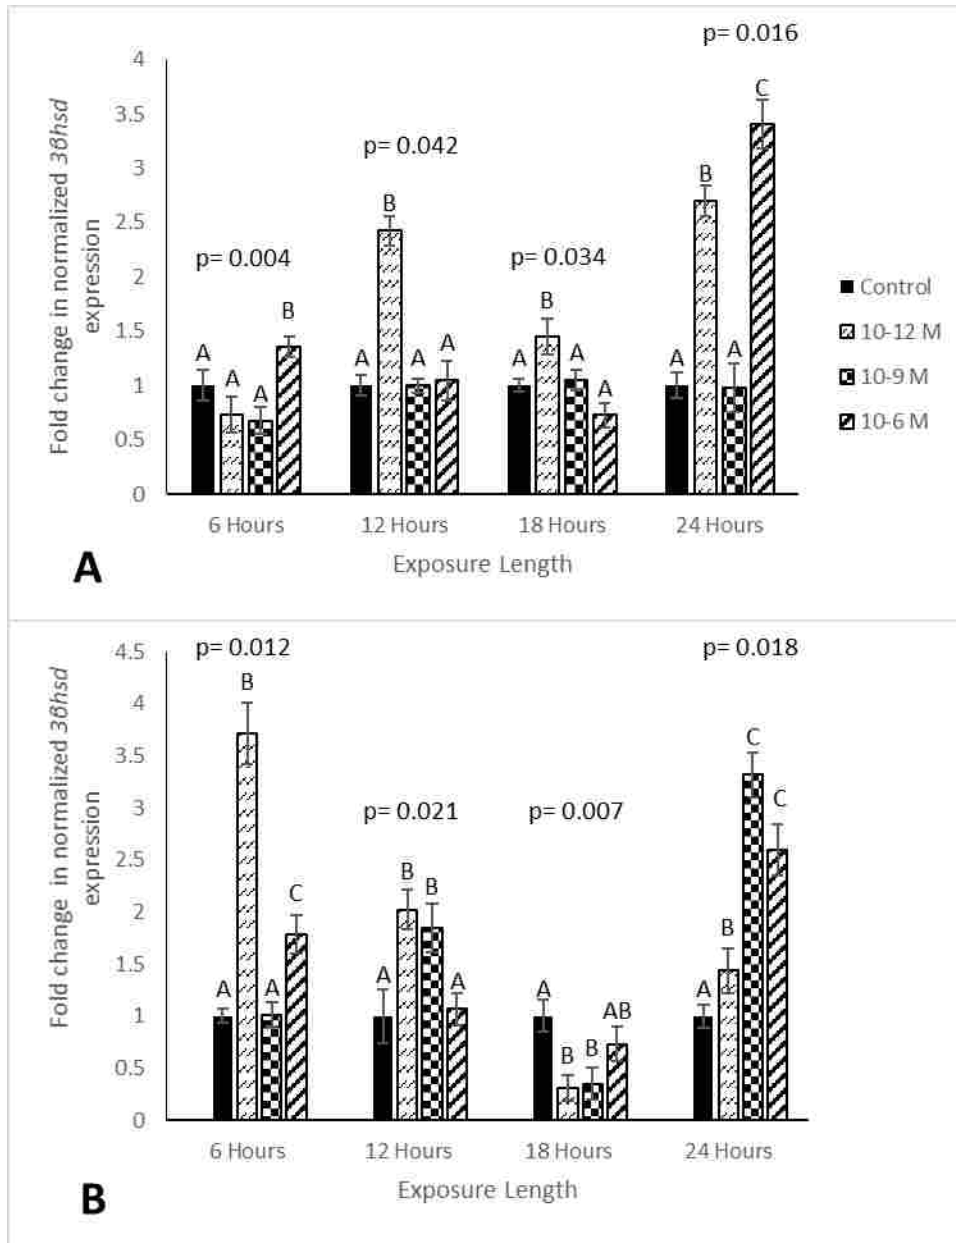 p= 0.016
4
C
3.5
p= 0.042
3
B
B
2.5
p= 0.004
p= 0.034
2
B
B
1.5
A
A
A
A
A
A
A
A
A
A
1
0.5
0
Fold change in normalized 3βhsd
expression
6 Hours
12 Hours
18 Hours
24 Hours
Exposure Length
Control
10-12 M
10-9 M
10-6 M
A
p= 0.012
p= 0.018
4.5
B
4
C
3.5
p= 0.021
p= 0.007
C
3
2.5
B
B
C
2
B
1.5
A
A
A
A
A
A
AB
1
B
B
0.5
0
Fold change in normalized 3βhsd
expression
6 Hours
12 Hours
18 Hours
24 Hours
Exposure Length
B